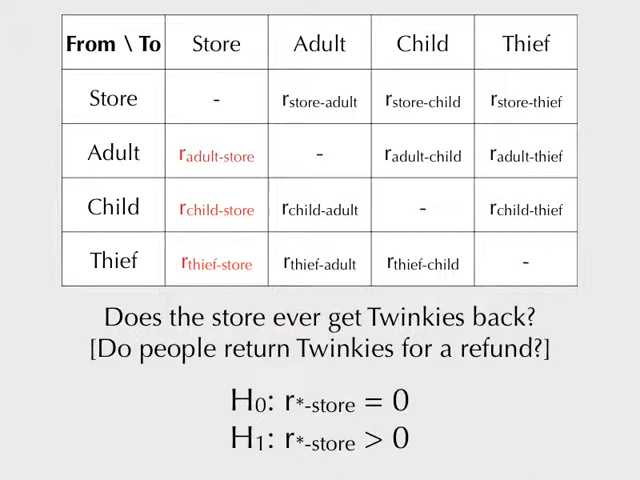 From \ To Store Adult Child Thief
Store - rstore-adult rstore-child rstore-thief
Adult radult-store - radult-child radult-thief
Child rchild-store rchild-adult - rchild-thief
Thief rthief-store rthief-adult rthief-child -
Does the store ever get Twinkies back?
[Do people return Twinkies for a refund?]
H0: r*-store = 0
H1: r*-store > 0